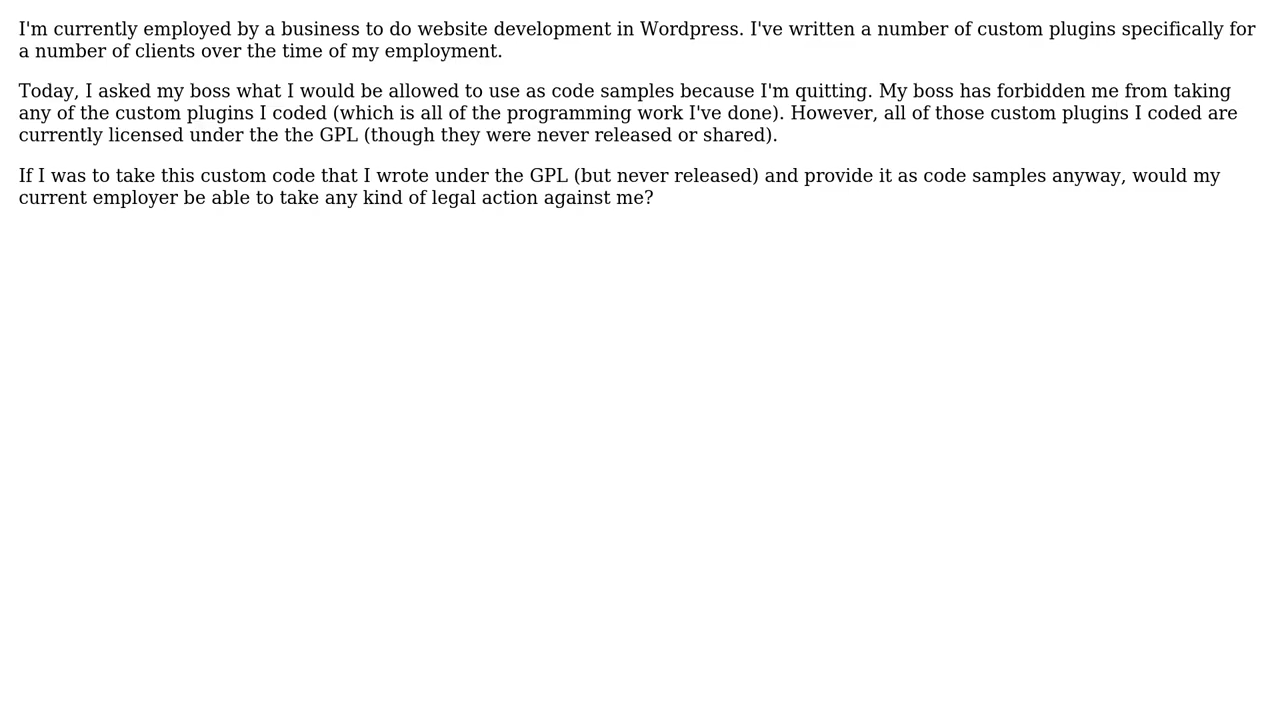 I'm currently employed by a business to do website development in Wordpress. I've written a number of custom plugins specifically for
a number of clients over the time of my employment.
Today, I asked my boss what I would be allowed to use as code samples because I'm quitting. My boss has forbidden me from taking
any of the custom plugins I coded (which is all of the programming work I've done). However, all of those custom plugins I coded are
currently licensed under the the GPL (though they were never released or shared).
If I was to take this custom code that I wrote under the GPL (but never released) and provide it as code samples anyway, would my
current employer be able to take any kind of legal action against me?